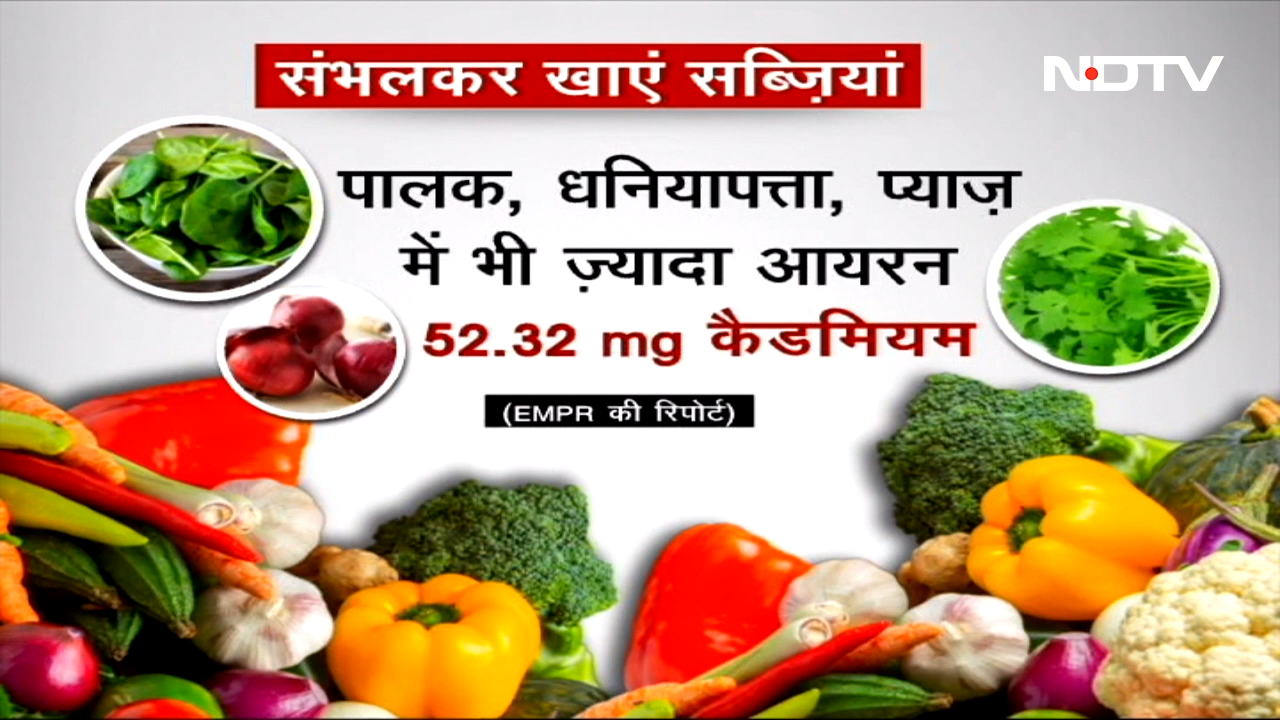 संभलकर खाएं सब्ज़ियां
NDTV
पालक, धनियापत्ता, प्याज़
में भी ज़्यादा आयरन
52.32 mg कैडमियम
(EMPR की रिपोर्ट)